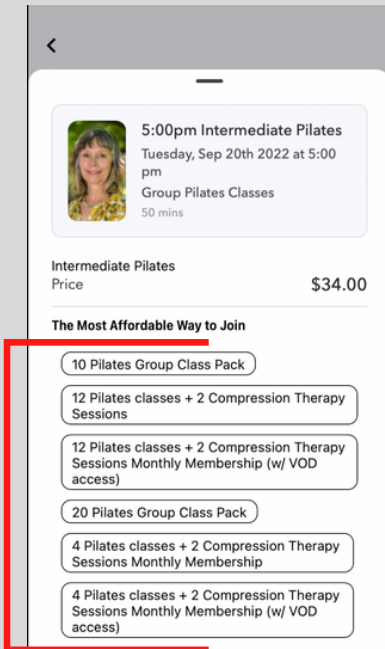 5:00pm Intermediate Pilates
Tuesday, Sep 20th 2022 at 5:00
pm
Group Pilates Classes
50 mins
Intermediate Pilates
Price
$34.00
The Most Affordable Way to Join
10 Pilates Group Class Pack
12 Pilates classes + 2 Compression Therapy
Sessions
12 Pilates classes + 2 Compression Therapy
Sessions Monthly Membership (w/ VOD
access)
20 Pilates Group Class Pack
4 Pilates classes + 2 Compression Therapy
Sessions Monthly Membership
4 Pilates classes + 2 Compression Therapy
Sessions Monthly Membership (w/ VOD
access)